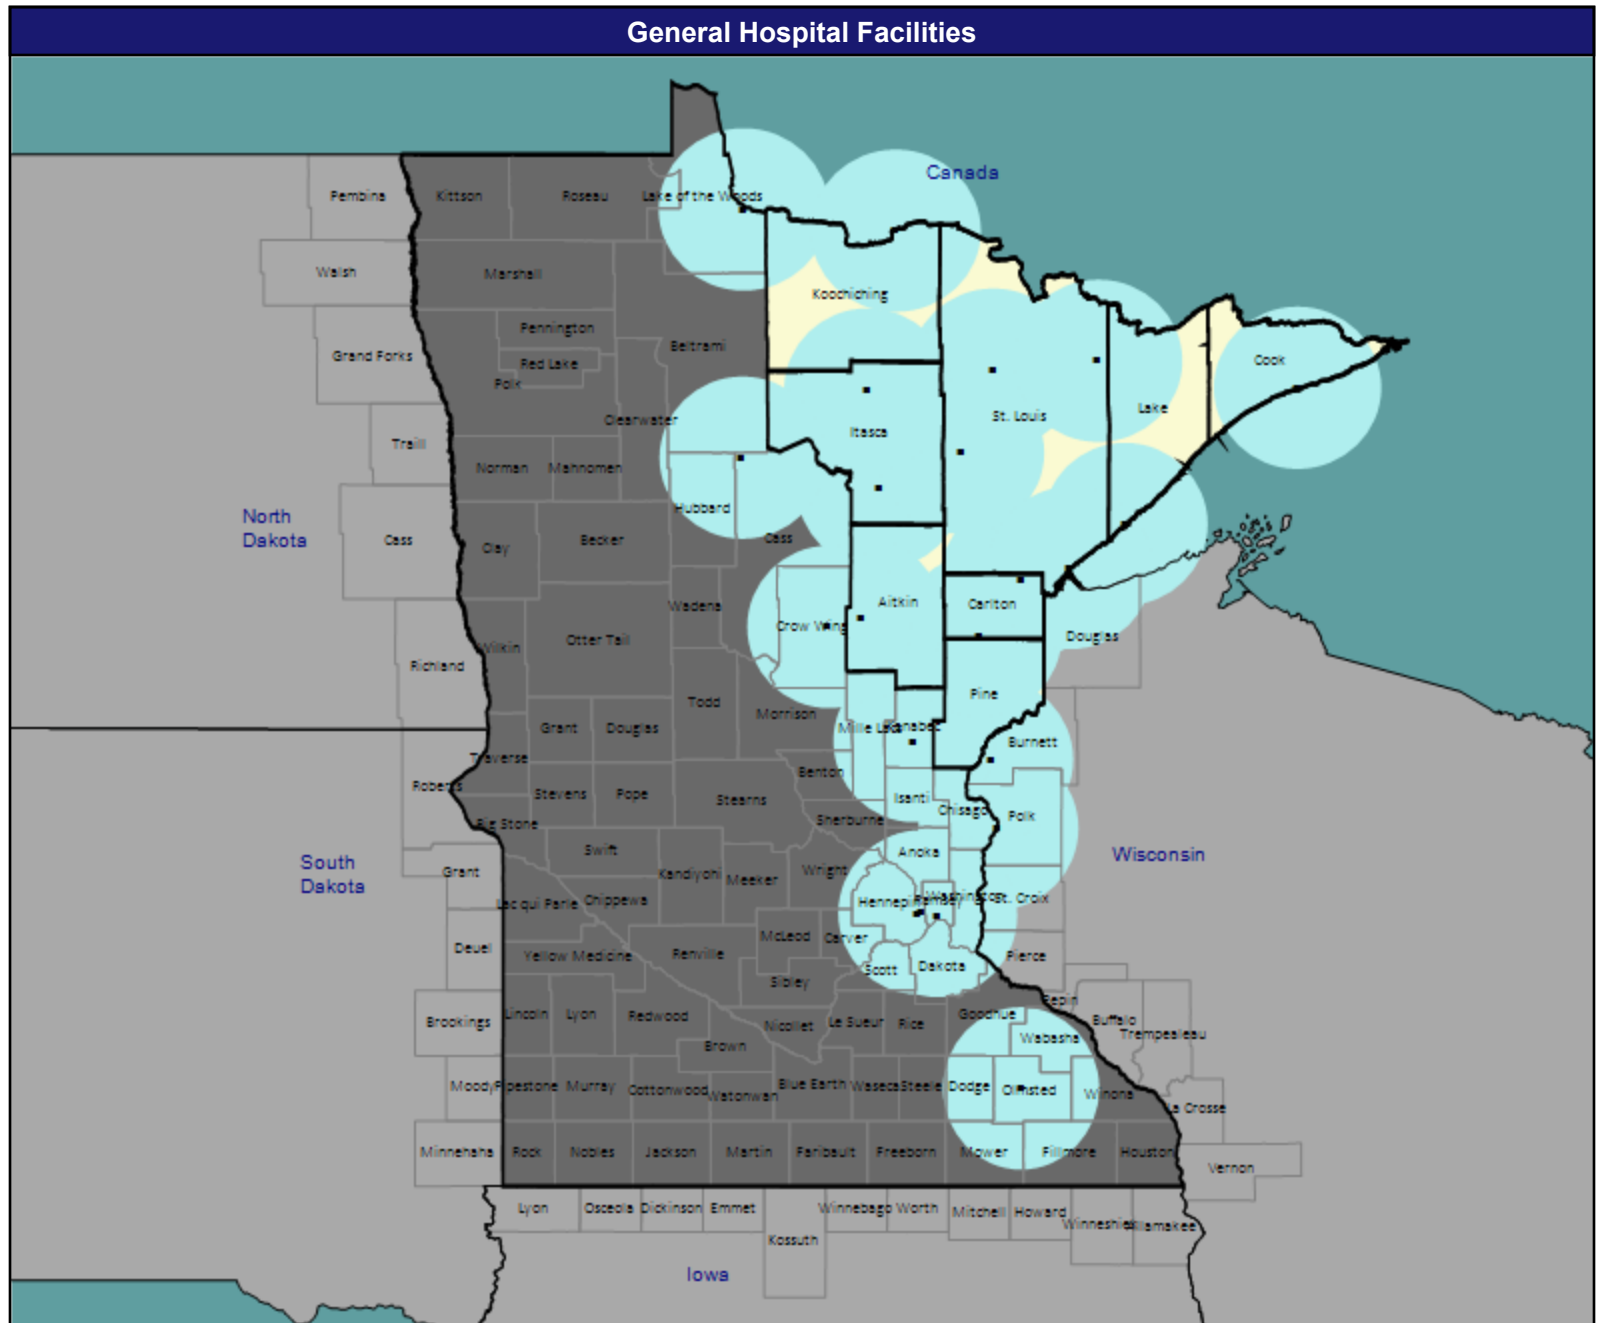 General Hospital Facilities
Canada
Pembina
Kittson
Roseau
Lake of the Woods
Walsh
Marshall
Koochiching
Pennington
Grand Forks
Red Lake
Beltrami
Cook
Polk
Clearwater
Lake
St. Louis
Itasca
Traill
Norman
Mahnomen
Hubbard
North
Dakota
Cass
Clay
Becker
Cass
Wadena
Aitkin
Carlton
Crow Wing
Douglas
Otter Tail
Wilkin
Richland
Pine
Todd
Morrison
Grant
Douglas
Mille Lacs
Kanabec
Burnett
Traverse
Benton
Roberts
Stevens
Pope
Stearns
Isanti
Chisago
Polk
Big Stone
Sherburne
Swift
Anoka
Wisconsin
South
Dakota
Grant
Kandiyohi
Meeker
Wright
Lac qui Parle
Chippewa
Hennepin
Ramsey
Washington
St. Croix
McLeod
Carver
Deuel
Yellow Medicine
Renville
Scott
Dakota
Pierce
Sibley
Pepin
Brookings
Lincoln
Lyon
Redwood
Nicollet
Le Sueur
Rice
Goodhue
Buffalo
Trempealeau
Wabasha
Brown
Moody
Pipestone
Murray
Cottonwood
Watonwan
Blue Earth
Waseca
Steele
Dodge
Olmsted
Winona
La Crosse
Minnehaha
Rock
Nobles
Jackson
Martin
Faribault
Freeborn
Mower
Fillmore
Houston
Vernon
Lyon
Osceola
Dickinson
Emmet
Winnebago
Worth
Mitchell
Howard
Winneshiek
Allamakee
Kossuth
Iowa